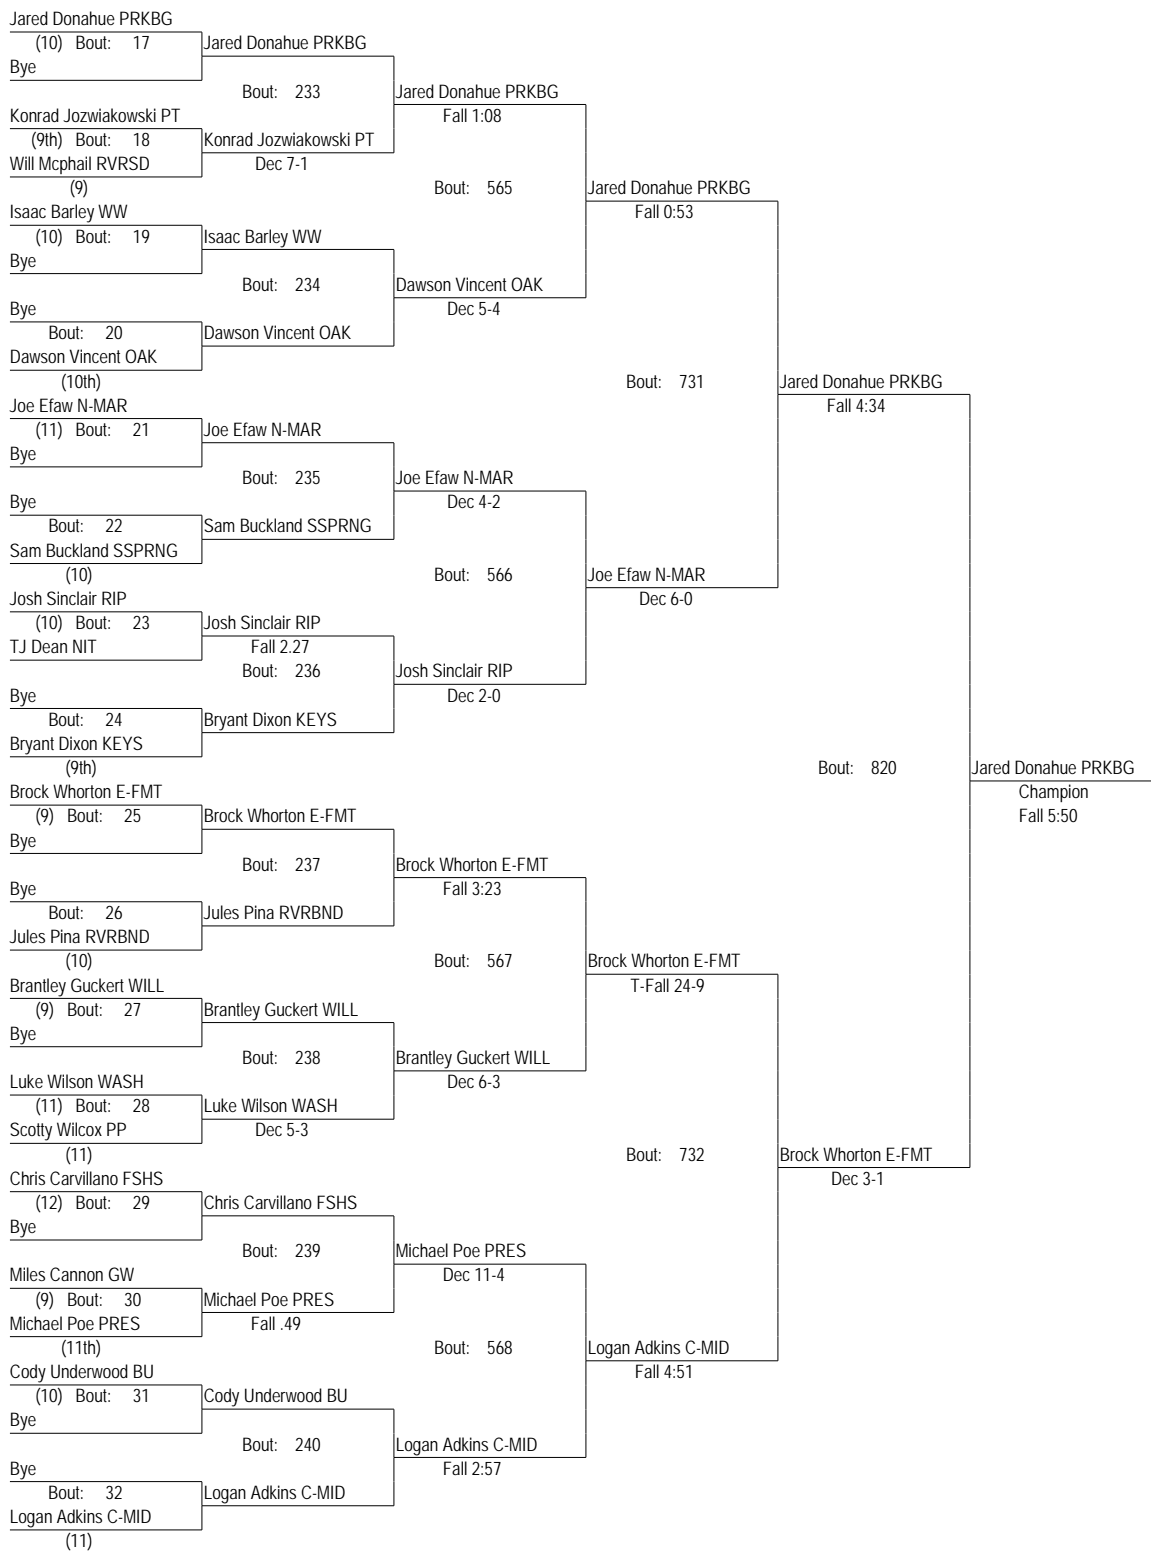 Jared Donahue PRKBG
(10) Bout: 17 Jared Donahue PRKBG
Bye
Bout: 233 Jared Donahue PRKBG
Konrad Jozwiakowski PT Fall 1:08
(9th) Bout: 18 Konrad Jozwiakowski PT
Will Mcphail RVRSD Dec 7-1
(9) Bout: 565 Jared Donahue PRKBG
Isaac Barley WW Fall 0:53
(10) Bout: 19 Isaac Barley WW
Bye
Bout: 234 Dawson Vincent OAK
Bye Dec 5-4
Bout: 20 Dawson Vincent OAK
Dawson Vincent OAK
(10th) Bout: 731 Jared Donahue PRKBG
Joe Efaw N-MAR Fall 4:34
(11) Bout: 21 Joe Efaw N-MAR
Bye
Bout: 235 Joe Efaw N-MAR
Bye Dec 4-2
Bout: 22 Sam Buckland SSPRNG
Sam Buckland SSPRNG
(10) Bout: 566 Joe Efaw N-MAR
Josh Sinclair RIP Dec 6-0
(10) Bout: 23 Josh Sinclair RIP
TJ Dean NIT Fall 2.27
Bout: 236 Josh Sinclair RIP
Bye Dec 2-0
Bout: 24 Bryant Dixon KEYS
Bryant Dixon KEYS
(9th) Bout: 820 Jared Donahue PRKBG
Brock Whorton E-FMT Champion
(9) Bout: 25 Brock Whorton E-FMT Fall 5:50
Bye
Bout: 237 Brock Whorton E-FMT
Bye Fall 3:23
Bout: 26 Jules Pina RVRBND
Jules Pina RVRBND
(10) Bout: 567 Brock Whorton E-FMT
Brantley Guckert WILL T-Fall 24-9
(9) Bout: 27 Brantley Guckert WILL
Bye
Bout: 238 Brantley Guckert WILL
Luke Wilson WASH Dec 6-3
(11) Bout: 28 Luke Wilson WASH
Scotty Wilcox PP Dec 5-3
(11) Bout: 732 Brock Whorton E-FMT
Chris Carvillano FSHS Dec 3-1
(12) Bout: 29 Chris Carvillano FSHS
Bye
Bout: 239 Michael Poe PRES
Miles Cannon GW Dec 11-4
(9) Bout: 30 Michael Poe PRES
Michael Poe PRES Fall .49
(11th) Bout: 568 Logan Adkins C-MID
Cody Underwood BU Fall 4:51
(10) Bout: 31 Cody Underwood BU
Bye
Bout: 240 Logan Adkins C-MID
Bye Fall 2:57
Bout: 32 Logan Adkins C-MID
Logan Adkins C-MID
(11)